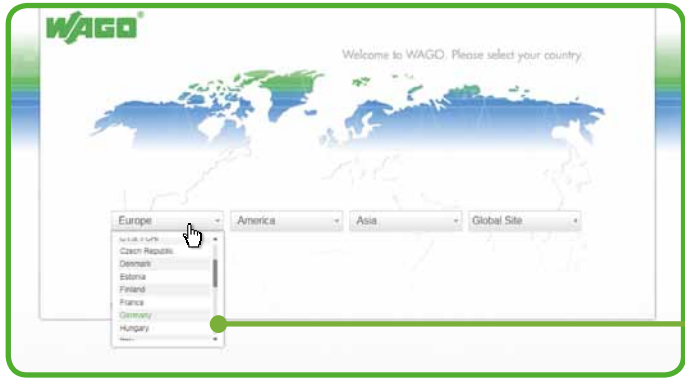 WAGO®
Welcome to WAGO. Please select your country.
Europe
America
Asia
Global Site
Czech Republic
Denmark
Estonia
Finland
France
Germany
Hungary